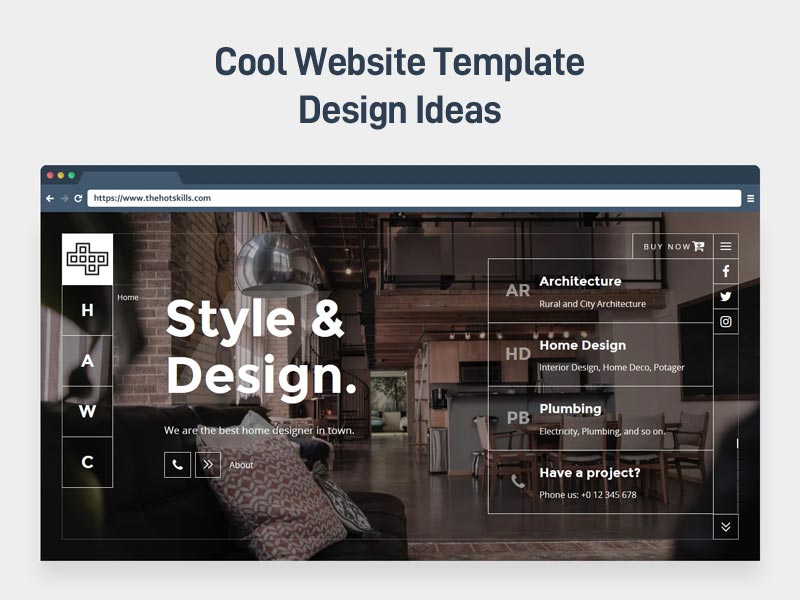 Cool Website Template
Design Ideas
https://www.thehotskills.com
BUY NOW
H
Home
A
W
C
Style &
Design.
We are the best home designer in town.
About
AR
Architecture
Rural and City Architecture
HD
Home Design
Interior Design, Home Deco, Potager
PB
Plumbing
Electricity, Plumbing, and so on.
Have a project?
Phone us: +0 12 345 678